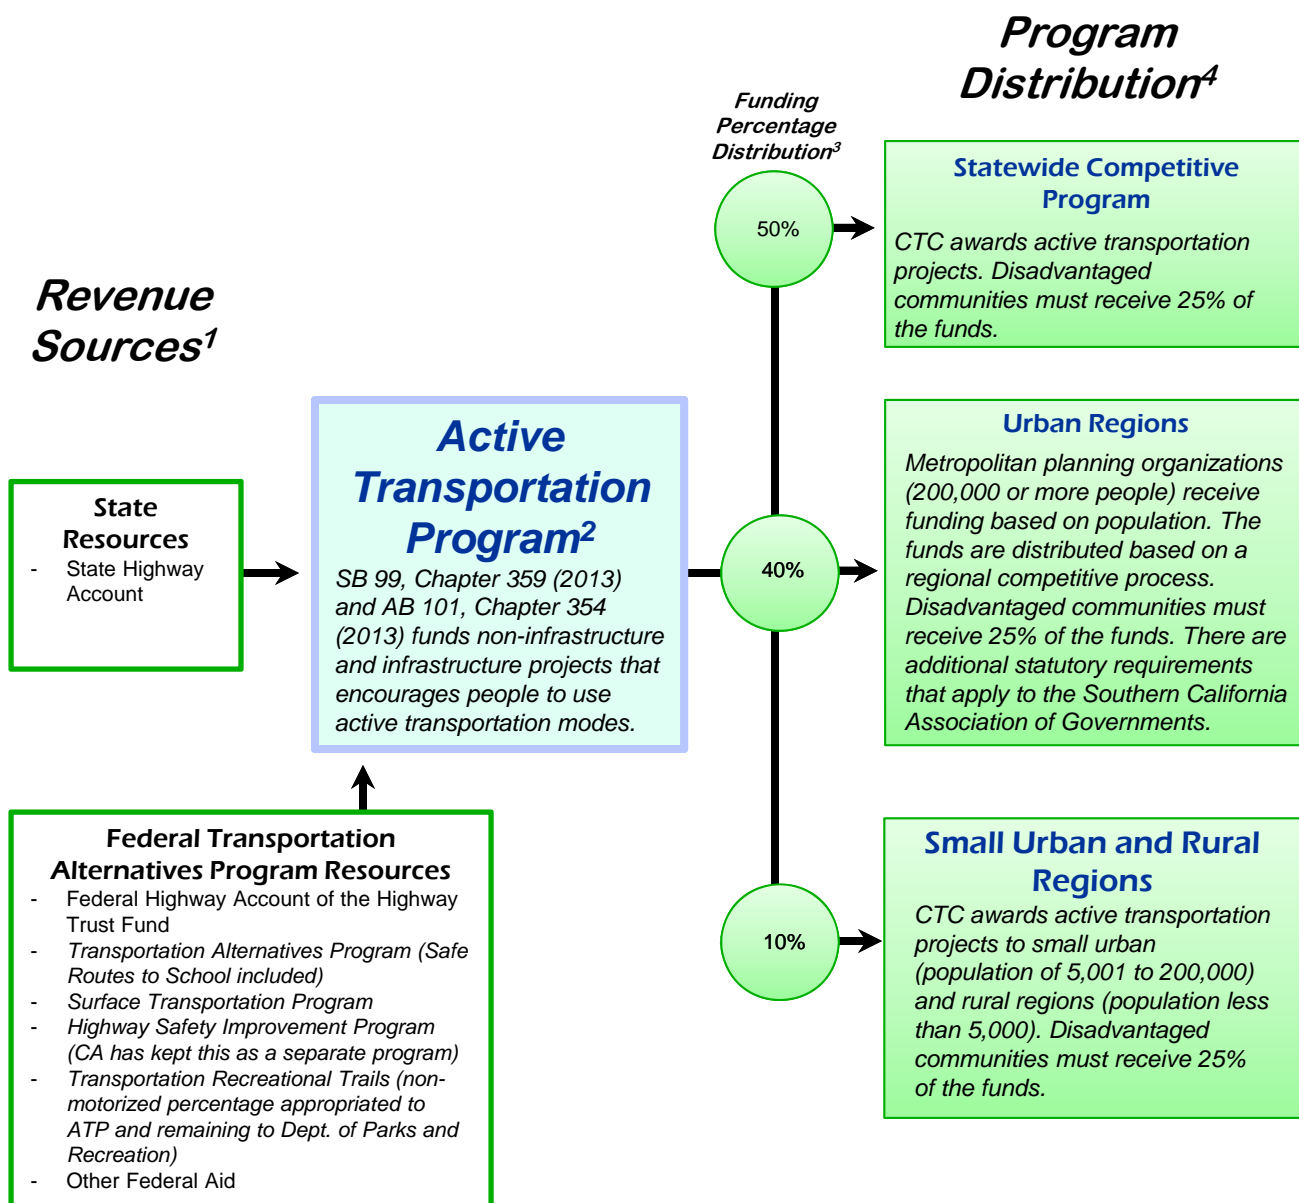 Program
Distribution4
Funding
Percentage
Distribution3
50%
Statewide Competitive
Program
CTC awards active transportation
projects. Disadvantaged
communities must receive 25% of
the funds.
Revenue
Sources1
Active
Transportation
Program2
SB 99, Chapter 359 (2013)
and AB 101, Chapter 354
(2013) funds non-infrastructure
and infrastructure projects that
encourages people to use
active transportation modes.
State
Resources
- State Highway
Account
40%
Urban Regions
Metropolitan planning organizations
(200,000 or more people) receive
funding based on population. The
funds are distributed based on a
regional competitive process.
Disadvantaged communities must
receive 25% of the funds. There are
additional statutory requirements
that apply to the Southern California
Association of Governments.
Federal Transportation
Alternatives Program Resources
- Federal Highway Account of the Highway
Trust Fund
- Transportation Alternatives Program (Safe
Routes to School included)
- Surface Transportation Program
- Highway Safety Improvement Program
(CA has kept this as a separate program)
- Transportation Recreational Trails (non-
motorized percentage appropriated to
ATP and remaining to Dept. of Parks and
Recreation)
- Other Federal Aid
10%
Small Urban and Rural
Regions
CTC awards active transportation
projects to small urban
(population of 5,001 to 200,000)
and rural regions (population less
than 5,000). Disadvantaged
communities must receive 25%
of the funds.